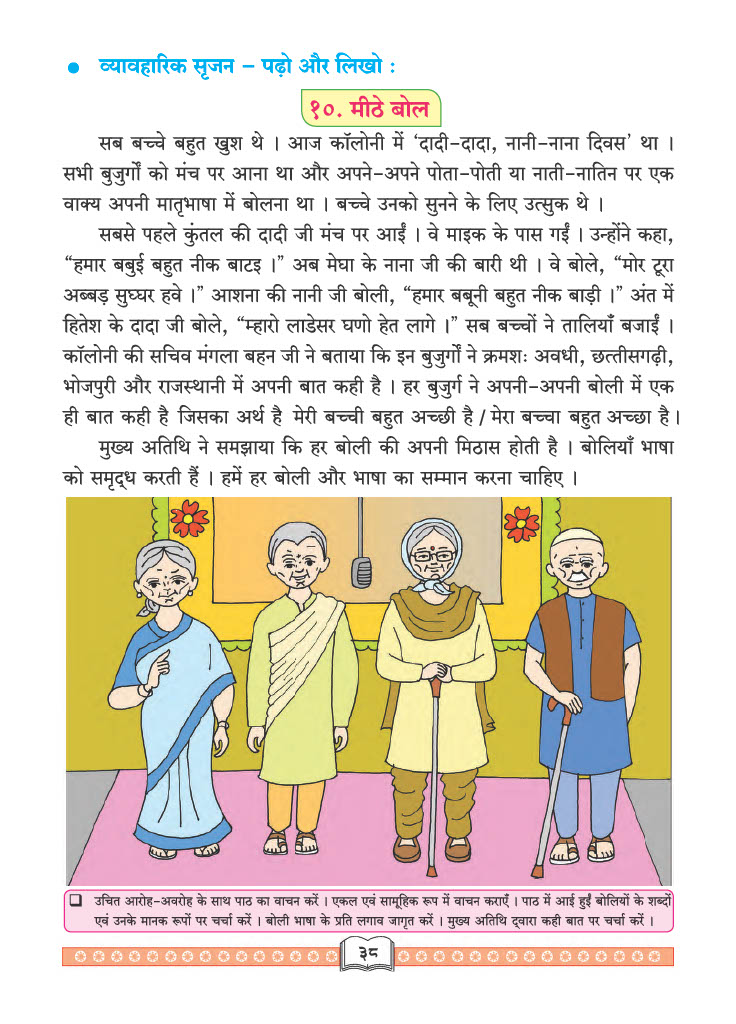 ● व्यावहारिक सृजन – पढ़ो और लिखो :
१०. मीठे बोल
सब बच्चे बहुत खुश थे । आज कॉलोनी में ‘दादी-दादा, नानी-नाना दिवस’ था ।
सभी बुजुर्गों को मंच पर आना था और अपने-अपने पोता-पोती या नाती-नातिन पर एक
वाक्य अपनी मातृभाषा में बोलना था । बच्चे उनको सुनने के लिए उत्सुक थे ।
सबसे पहले कुंतल की दादी जी मंच पर आईं । वे माइक के पास गईं । उन्होंने कहा,
“हमार बबुई बहुत नीक बाटइ ।” अब मेघा के नाना जी की बारी थी । वे बोले, “मोर टूरा
अब्बड़ सुघ्घर हवे ।” आशना की नानी जी बोली, “हमार बबूनी बहुत नीक बाड़ी ।” अंत में
हितेश के दादा जी बोले, “म्हारो लाडेसर घणो हेत लागे ।” सब बच्चों ने तालियाँ बजाईं ।
कॉलोनी की सचिव मंगला बहन जी ने बताया कि इन बुजुर्गों ने क्रमशः अवधी, छत्तीसगढ़ी,
भोजपुरी और राजस्थानी में अपनी बात कही है । हर बुजुर्ग ने अपनी-अपनी बोली में एक
ही बात कही है जिसका अर्थ है मेरी बच्ची बहुत अच्छी है / मेरा बच्चा बहुत अच्छा है ।
मुख्य अतिथि ने समझाया कि हर बोली की अपनी मिठास होती है । बोलियाँ भाषा
को समृद्ध करती हैं । हमें हर बोली और भाषा का सम्मान करना चाहिए ।
❑ उचित आरोह-अवरोह के साथ पाठ का वाचन करें । एकल एवं सामूहिक रूप में वाचन कराएँ । पाठ में आई हुईं बोलियों के शब्दों
एवं उनके मानक रूपों पर चर्चा करें । बोली भाषा के प्रति लगाव जागृत करें । मुख्य अतिथि द्वारा कही बात पर चर्चा करें ।
३८